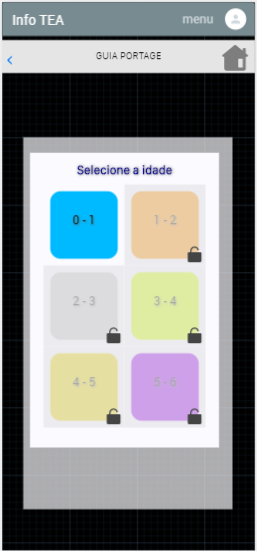 Info TEA menu
GUIA PORTAGE
Selecione a idade
0 - 1 1 - 2
2 - 3 3 - 4
4 - 5 5 - 6